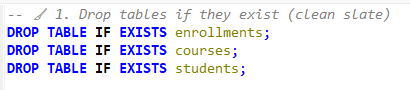 -- 🧹 1. Drop tables if they exist (clean slate)
DROP TABLE IF EXISTS enrollments;
DROP TABLE IF EXISTS courses;
DROP TABLE IF EXISTS students;